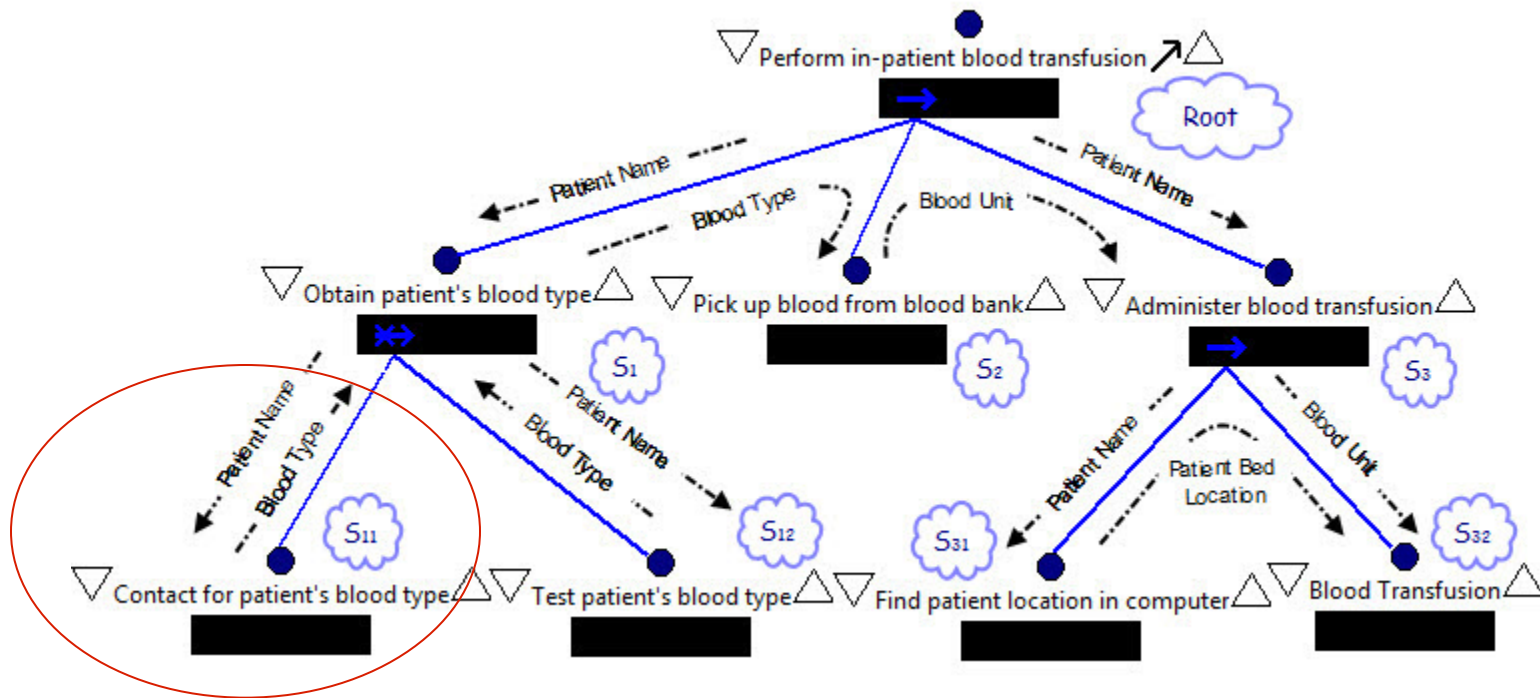 Perform in-patient blood transfusion
Root
Patient Name
Blood Type
Blood Unit
Patient Name
Obtain patient's blood type
Pick up blood from blood bank
Administer blood transfusion
S1
S2
S3
Patient Name
Blood Type
Patient Name
Blood Type
Patient Name
Patient Bed
Location
Blood Unit
S11
S12
S31
S32
Contact for patient's blood type
Test patient's blood type
Find patient location in computer
Blood Transfusion